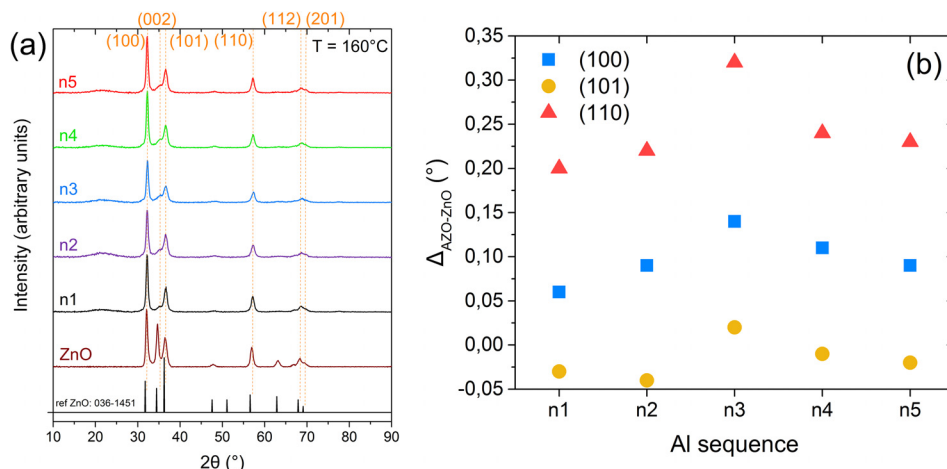 (002)
(112) (201)
(a)
(100)
(101) (110)
T = 160°C
n5
n4
n3
n2
n1
ZnO
ref ZnO: 036-1451
Intensity (arbitrary units)
10 20 30 40 50 60 70 80 90
2θ (°)
0,35
0,30
0,25
0,20
0,15
0,10
0,05
0,00
-0,05
Δ AZO-ZnO (°)
(100)
(101)
(110)
(b)
n1 n2 n3 n4 n5
Al sequence